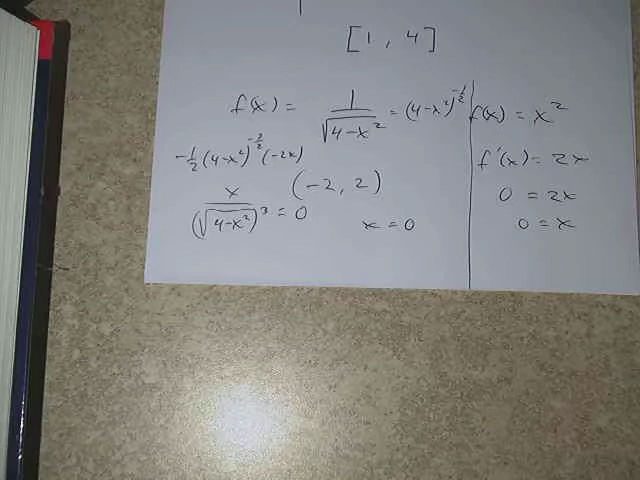 [1, 4]
f(x) = 1/√(4-x²) = (4-x²)^(-1/2)
-1/2 (4-x²)^(-3/2) (-2x)
(-2, 2)
x/(√(4-x²))³ = 0
x = 0
f(x) = x²
f'(x) = 2x
0 = 2x
0 = x